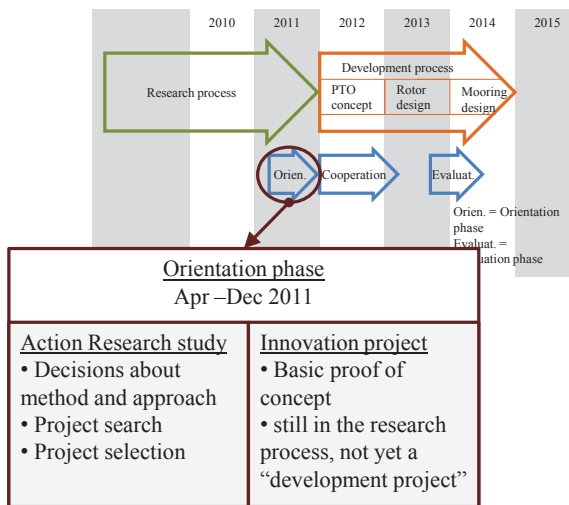 2010 2011 2012 2013 2014 2015
Development process
Research process
PTO concept
Rotor design
Mooring design
Orien.
Cooperation
Evaluat.
Orien. = Orientation
phase
Evaluat. =
uation phase
Orientation phase
Apr –Dec 2011
Action Research study
• Decisions about
method and approach
• Project search
• Project selection
Innovation project
• Basic proof of
concept
• still in the research
process, not yet a
“development project”